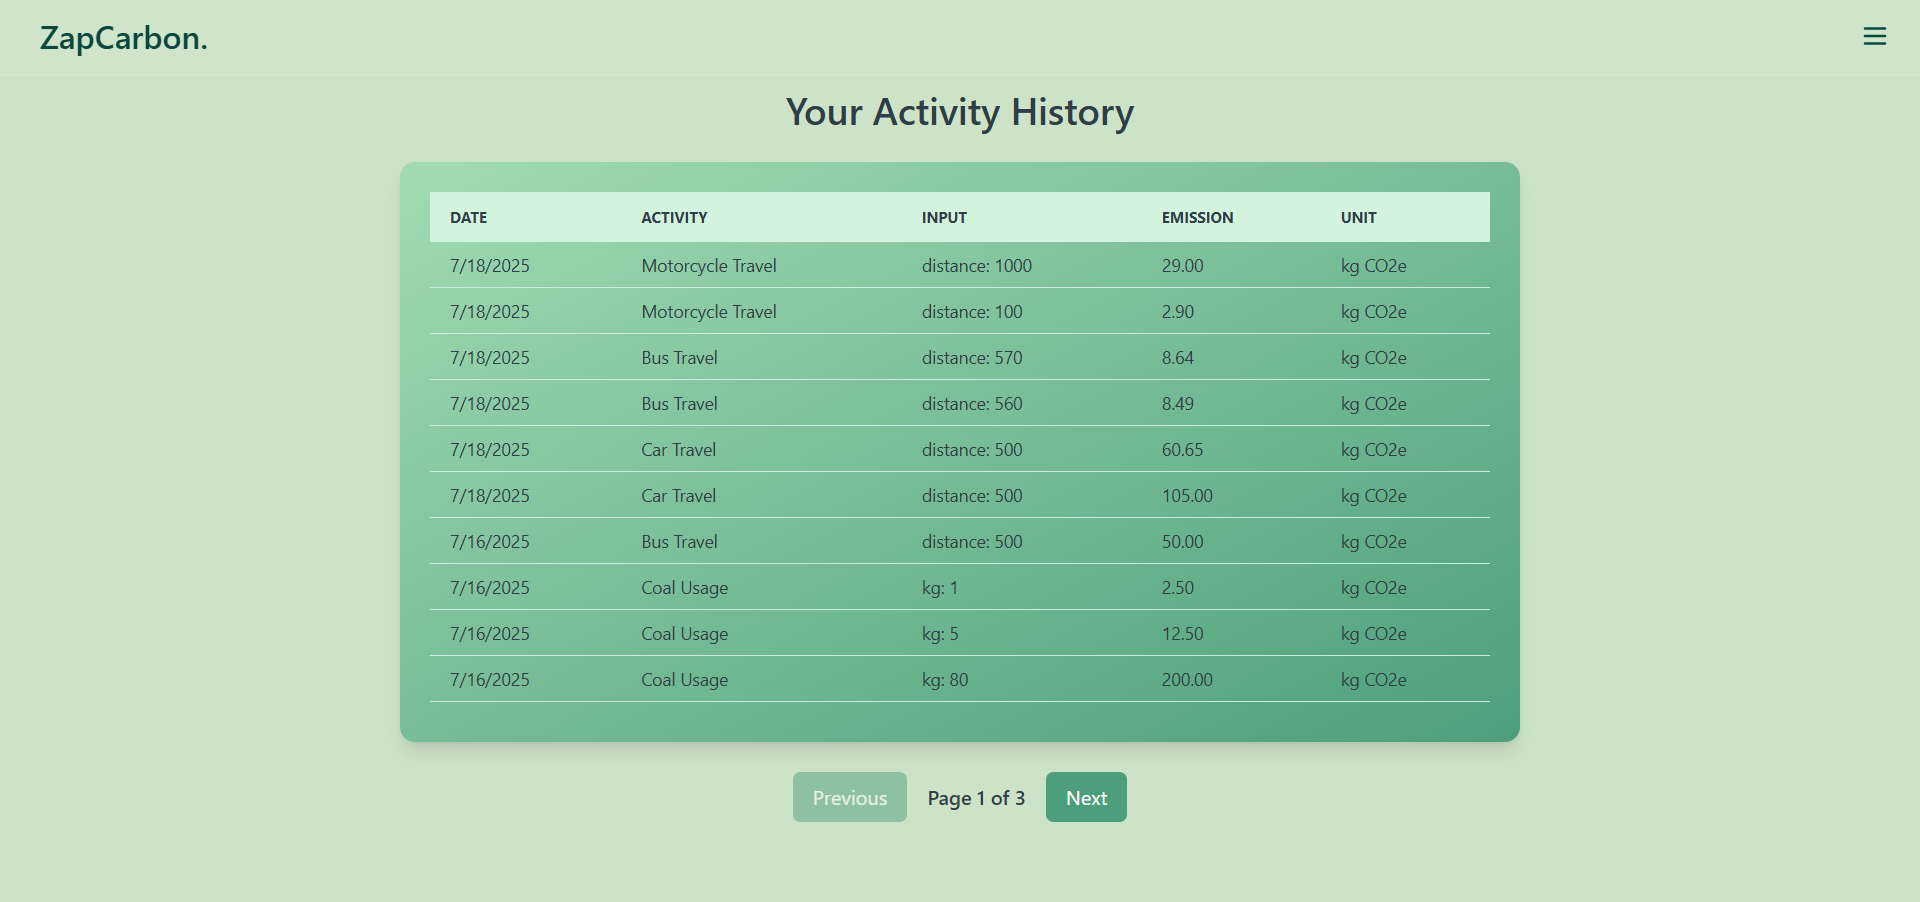 ZapCarbon.
Your Activity History
DATE ACTIVITY INPUT EMISSION UNIT
7/18/2025 Motorcycle Travel distance: 1000 29.00 kg CO2e
7/18/2025 Motorcycle Travel distance: 100 2.90 kg CO2e
7/18/2025 Bus Travel distance: 570 8.64 kg CO2e
7/18/2025 Bus Travel distance: 560 8.49 kg CO2e
7/18/2025 Car Travel distance: 500 60.65 kg CO2e
7/18/2025 Car Travel distance: 500 105.00 kg CO2e
7/16/2025 Bus Travel distance: 500 50.00 kg CO2e
7/16/2025 Coal Usage kg: 1 2.50 kg CO2e
7/16/2025 Coal Usage kg: 5 12.50 kg CO2e
7/16/2025 Coal Usage kg: 80 200.00 kg CO2e
Previous Page 1 of 3 Next